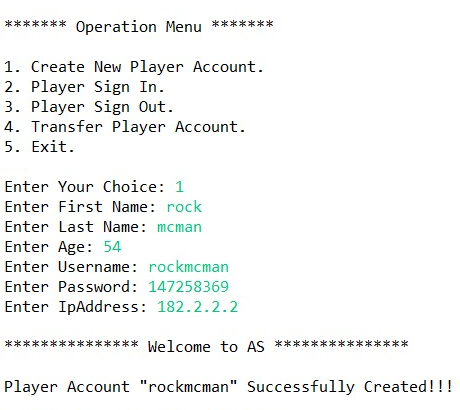 ******* Operation Menu *******
1. Create New Player Account.
2. Player Sign In.
3. Player Sign Out.
4. Transfer Player Account.
5. Exit.
Enter Your Choice: 1
Enter First Name: rock
Enter Last Name: mcman
Enter Age: 54
Enter Username: rockmcman
Enter Password: 147258369
Enter IpAddress: 182.2.2.2
*************** Welcome to AS ***************
Player Account "rockmcman" Successfully Created!!!